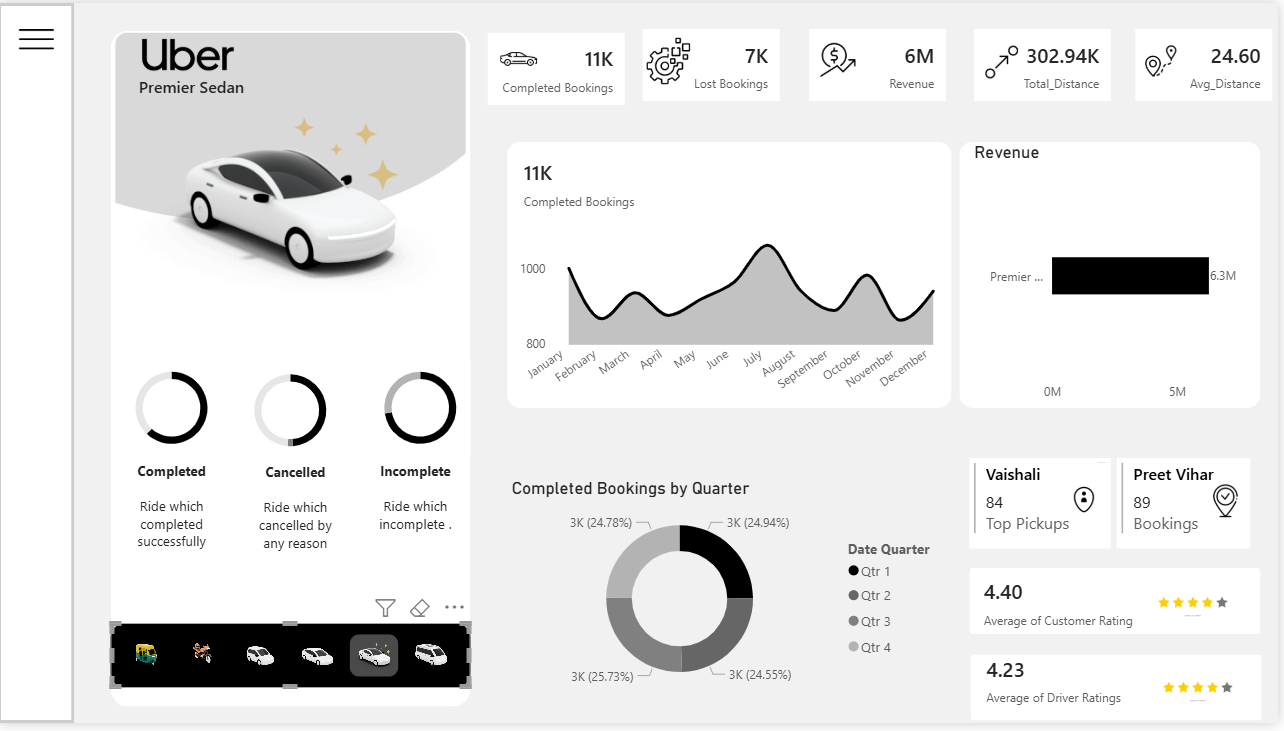 Uber
Premier Sedan
11K
Completed Bookings
7K
Lost Bookings
6M
Revenue
302.94K
Total_Distance
24.60
Avg_Distance
11K
Completed Bookings
1000
800
January
February
March
April
May
June
July
August
September
October
November
December
Revenue
Premier ...
6.3M
0M
5M
Completed
Ride which
completed
successfully
Cancelled
Ride which
cancelled by
any reason
Incomplete
Ride which
incomplete .
Completed Bookings by Quarter
3K (24.78%)
3K (24.94%)
3K (25.73%)
3K (24.55%)
Date Quarter
Qtr 1
Qtr 2
Qtr 3
Qtr 4
Vaishali
84
Top Pickups
Preet Vihar
89
Bookings
4.40
Average of Customer Rating
4.23
Average of Driver Ratings